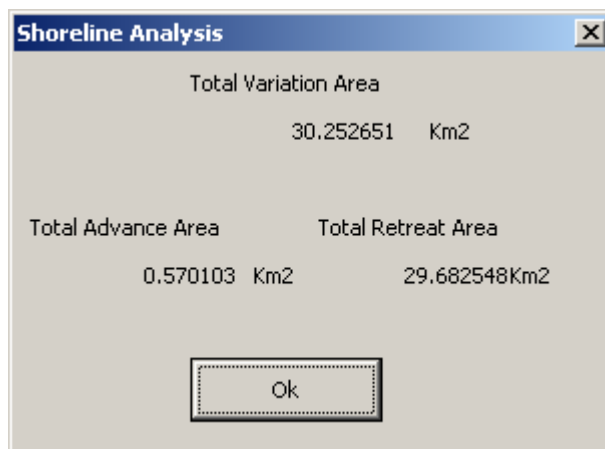 Shoreline Analysis
Total Variation Area
30.252651 Km2
Total Advance Area Total Retreat Area
0.570103 Km2 29.682548Km2
Ok